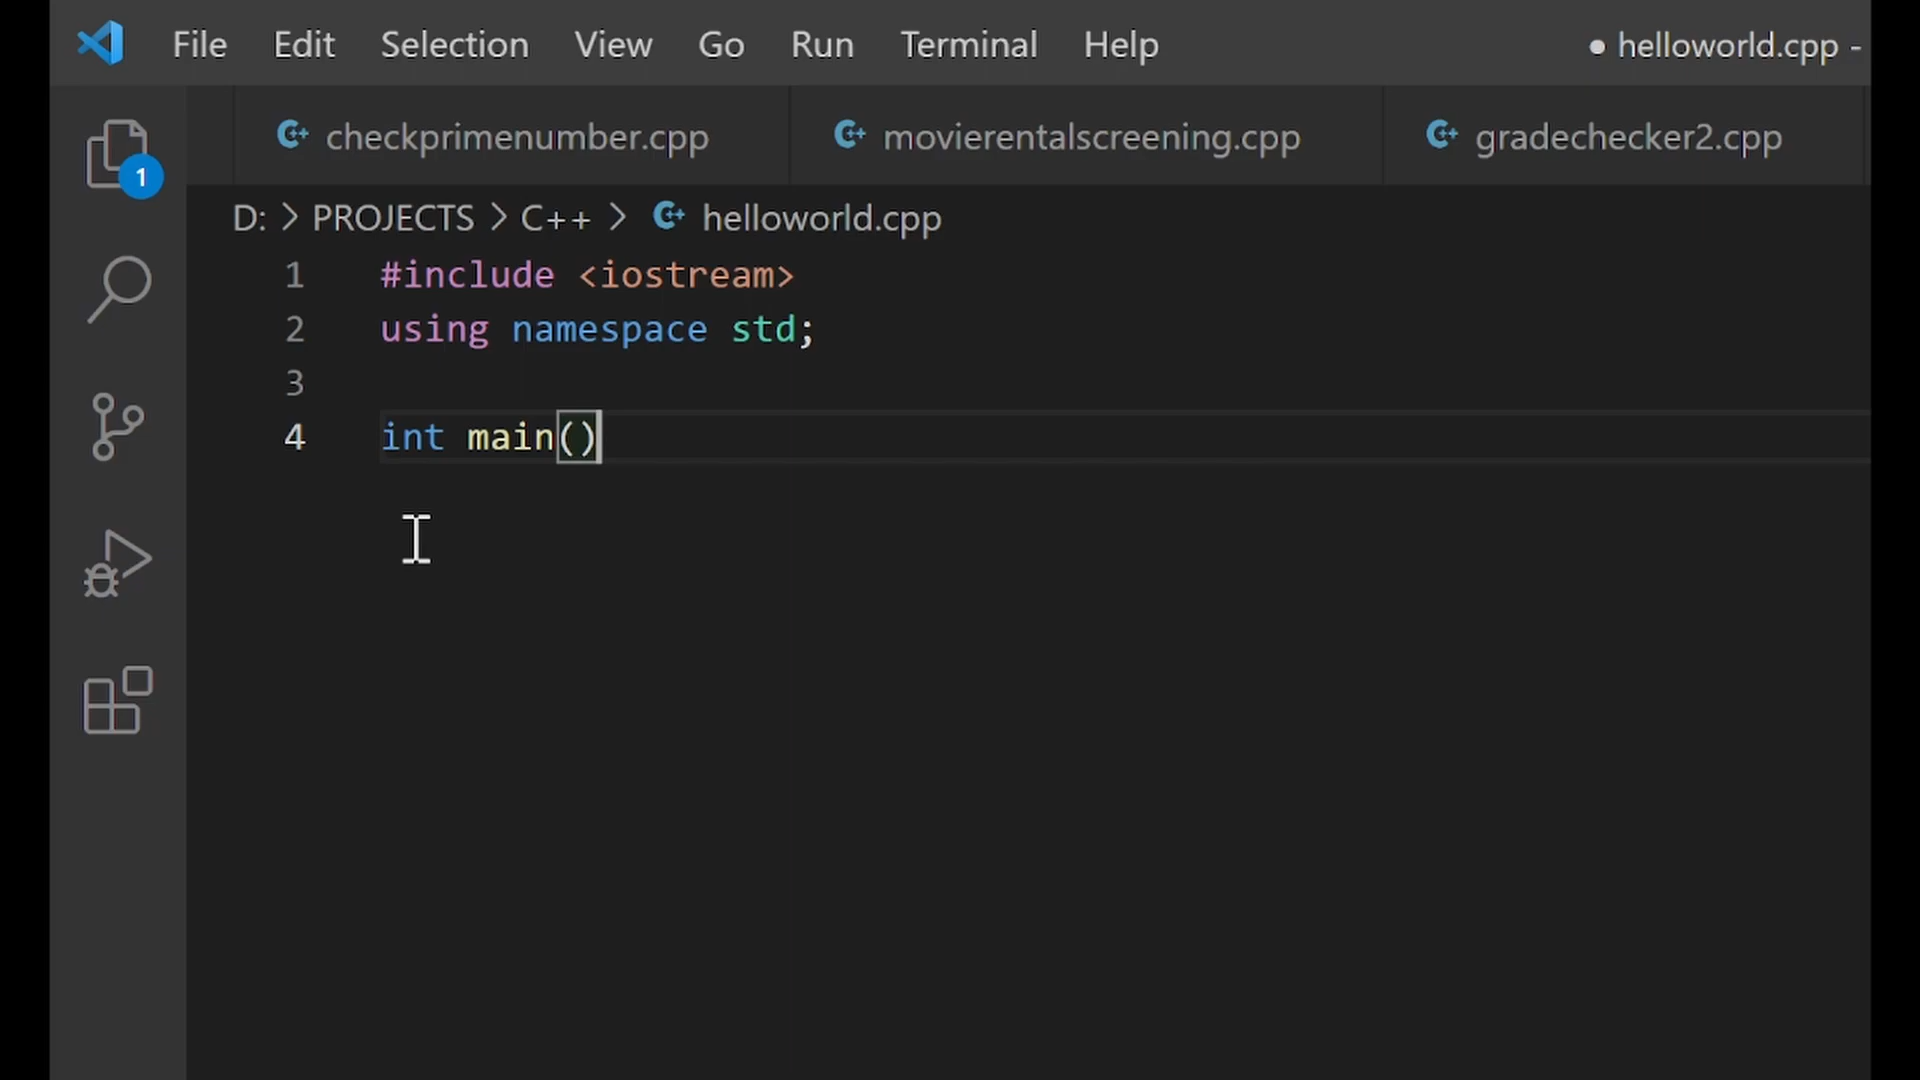 File Edit Selection View Go Run Terminal Help ● helloworld.cpp -
checkprimenumber.cpp movierentalscreening.cpp gradechecker2.cpp
1
D: > PROJECTS > C++ > helloworld.cpp
1 #include <iostream>
2 using namespace std;
3
4 int main()